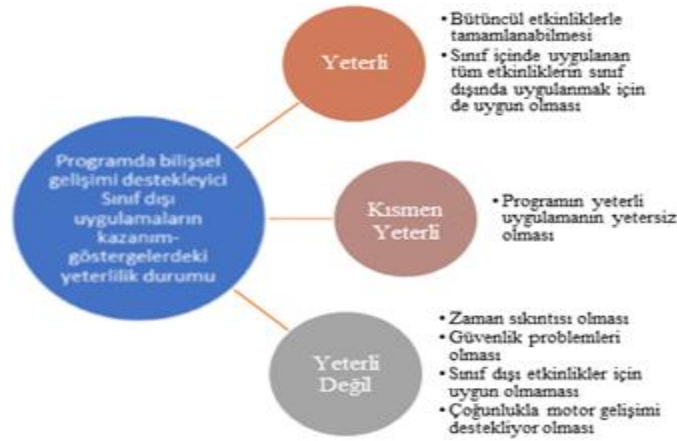 Programda bilişsel
gelişimi destekleyici
Sınıf dışı
uygulamaların
kazanım-
göstergelerdeki
yeterlilik durumu
Yeterli
• Bütüncül etkinliklerle
tamamlanabilmesi
• Sınıf içinde uygulanan
tüm etkinliklerin sınıf
dışında uygulanmak için
de uygun olması
Kısmen
Yeterli
• Programın yeterli
uygulamanın yetersiz
olması
Yeterli
Değil
• Zaman sıkıntısı olması
• Güvenlik problemleri
olması
• Sınıf dışı etkinlikler için
uygun olmaması
• Çoğunlukla motor gelişimi
destekliyor olması